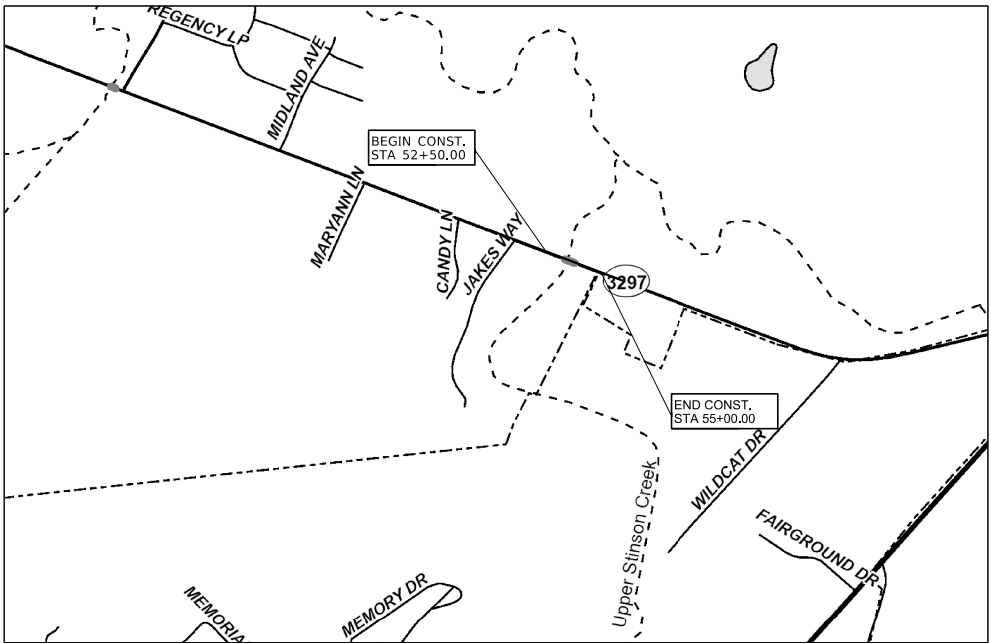 REGENCY LP
MIDLAND AVE
BEGIN CONST.
STA 52+50.00
MARYANN LN
CANDY LN
JAKES WAY
3297
END CONST.
STA 55+00.00
WILDCAT DR
Upper Stinson Creek
FAIRGROUND DR
MEMORY DR
MEMORIA